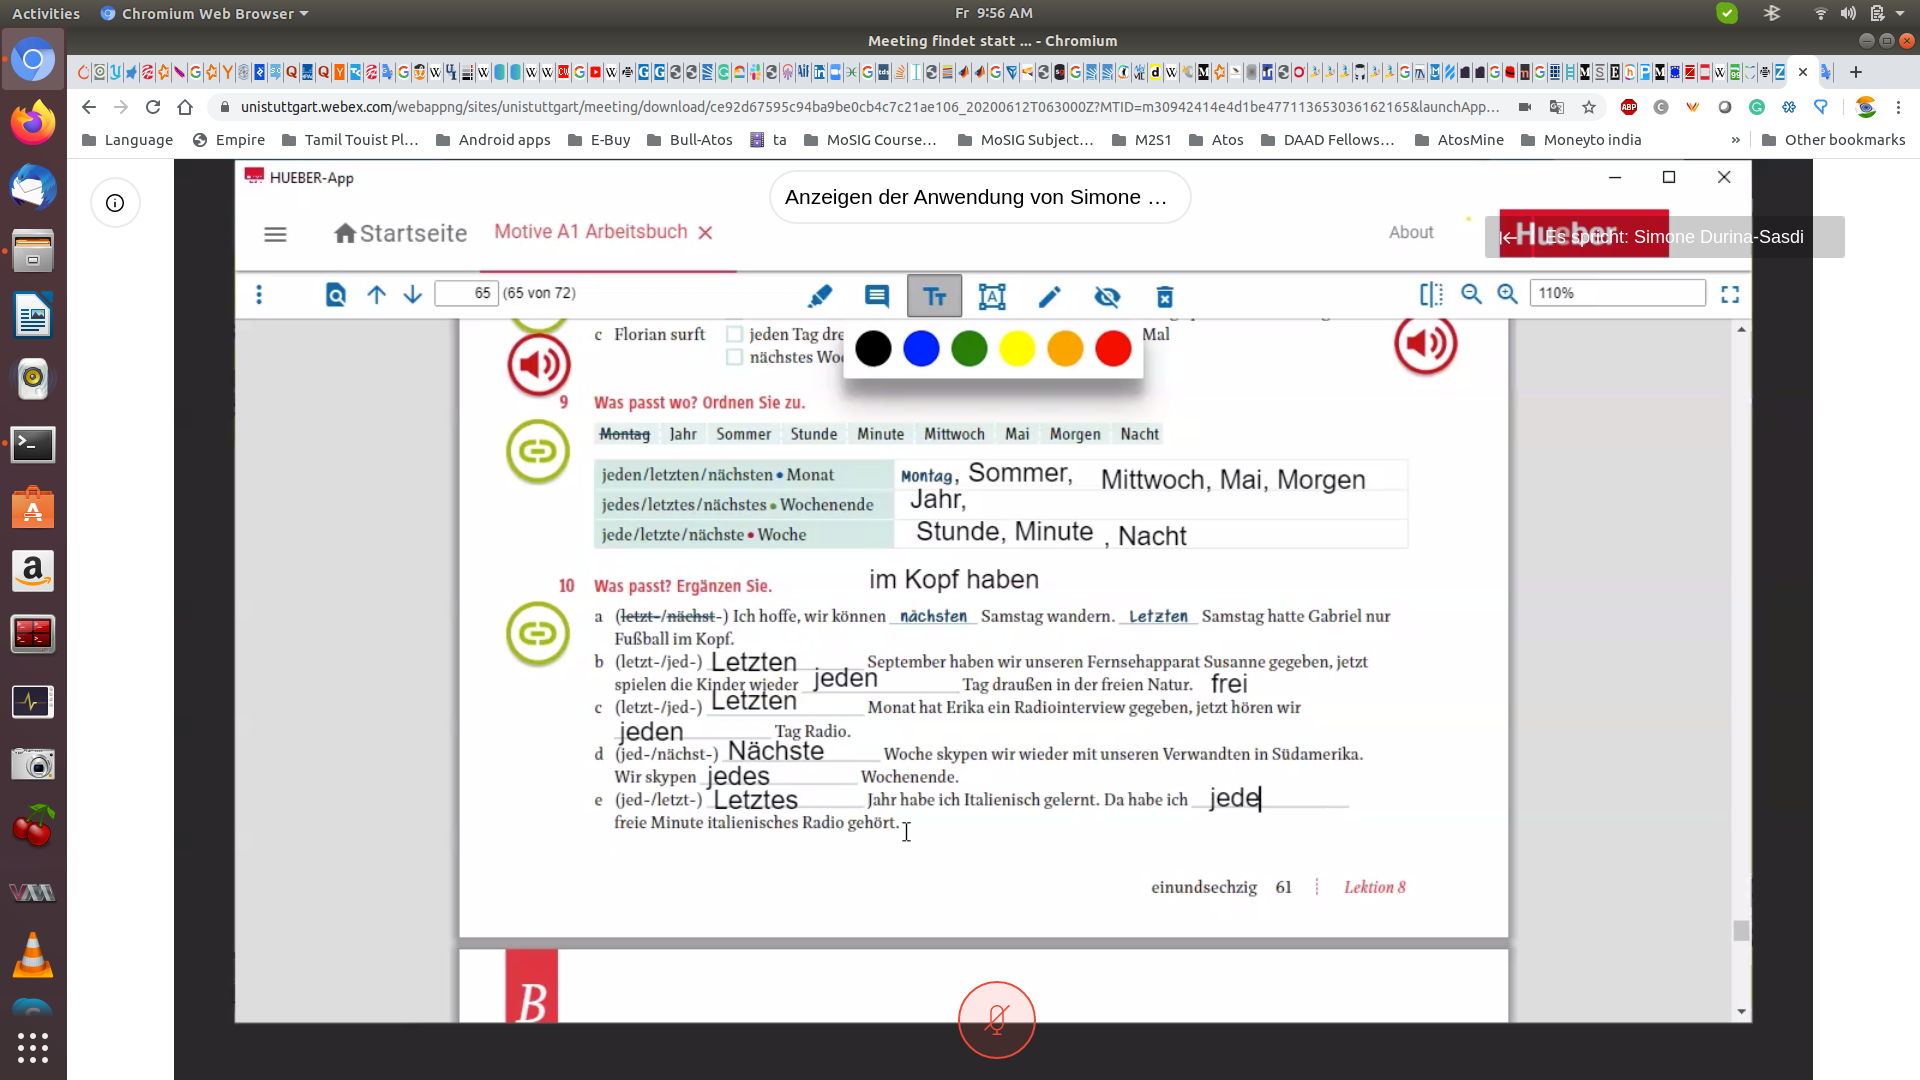 Activities Chromium Web Browser Fr 9:56 AM
Meeting findet statt ... - Chromium
unistuttgart.webex.com/webappng/sites/unistuttgart/meeting/download/ce92d67595c94ba9be0cb4c7c21ae106_20200612T063000Z?MTID=m30942414e4d1be477113653036162165&launchApp...
Language Empire Tamil Touist Pl... Android apps E-Buy Bull-Atos ta MoSIG Course... MoSIG Subject... M2S1 Atos DAAD Fellows... AtosMine Moneyto india » Other bookmarks
HUEBER-App
Anzeigen der Anwendung von Simone ...
Startseite Motive A1 Arbeitsbuch About Hueber
Es spricht: Simone Durina-Sasdi
65 (65 von 72) 110%
c Florian surft jeden Tag dre Mal
nächstes Wo
9 Was passt wo? Ordnen Sie zu.
Montag Jahr Sommer Stunde Minute Mittwoch Mai Morgen Nacht
jeden/letzten/nächsten • Monat Montag, Sommer, Mittwoch, Mai, Morgen
jedes/letztes/nächstes • Wochenende Jahr,
jede/letzte/nächste • Woche Stunde, Minute , Nacht
10 Was passt? Ergänzen Sie. im Kopf haben
a (letzt-/nächst-) Ich hoffe, wir können nächsten Samstag wandern. Letzten Samstag hatte Gabriel nur
Fußball im Kopf.
b (letzt-/jed-) Letzten September haben wir unseren Fernsehapparat Susanne gegeben, jetzt
spielen die Kinder wieder jeden Tag draußen in der freien Natur. frei
c (letzt-/jed-) Letzten Monat hat Erika ein Radiointerview gegeben, jetzt hören wir
jeden Tag Radio.
d (jed-/nächst-) Nächste Woche skypen wir wieder mit unseren Verwandten in Südamerika.
Wir skypen jedes Wochenende.
e (jed-/letzt-) Letztes Jahr habe ich Italienisch gelernt. Da habe ich jede
freie Minute italienisches Radio gehört.
einundsechzig 61 Lektion 8
B